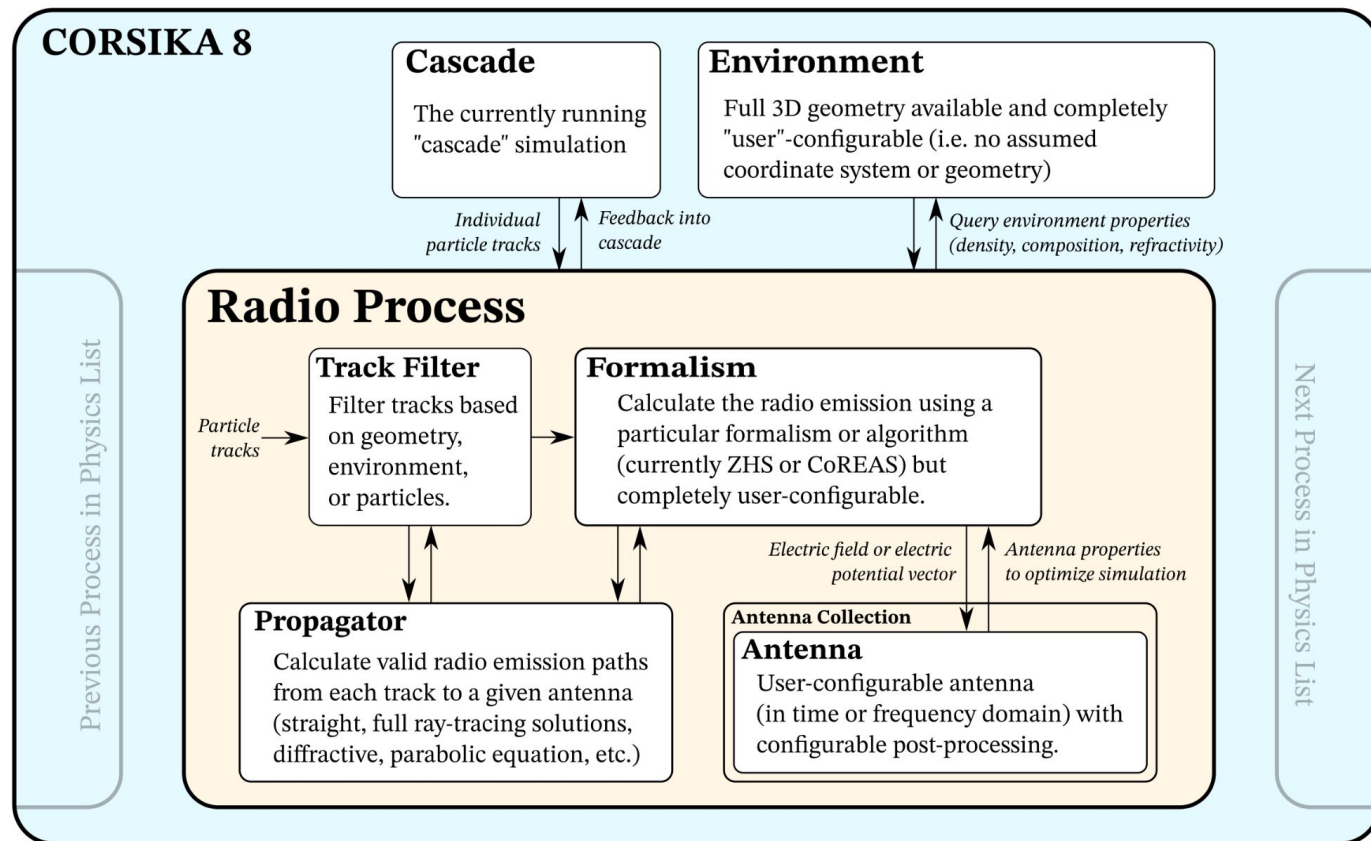 CORSIKA 8
Cascade
The currently running
"cascade" simulation
Environment
Full 3D geometry available and completely
"user"-configurable (i.e. no assumed
coordinate system or geometry)
Individual
particle tracks
Feedback into
cascade
Query environment properties
(density, composition, refractivity)
Previous Process in Physics List
Radio Process
Particle
tracks
Track Filter
Filter tracks based
on geometry,
environment,
or particles.
Formalism
Calculate the radio emission using a
particular formalism or algorithm
(currently ZHS or CoREAS) but
completely user-configurable.
Electric field or electric
potential vector
Antenna properties
to optimize simulation
Propagator
Calculate valid radio emission paths
from each track to a given antenna
(straight, full ray-tracing solutions,
diffractive, parabolic equation, etc.)
Antenna Collection
Antenna
User-configurable antenna
(in time or frequency domain) with
configurable post-processing.
Next Process in Physics List